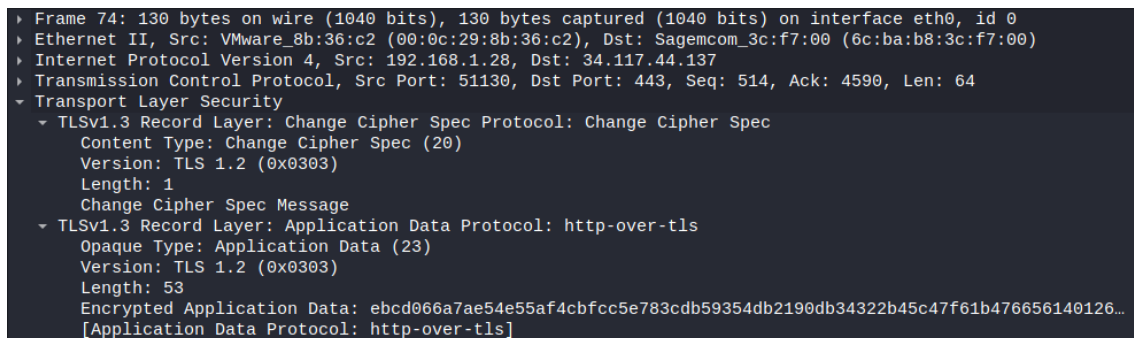 Frame 74: 130 bytes on wire (1040 bits), 130 bytes captured (1040 bits) on interface eth0, id 0
Ethernet II, Src: VMware_8b:36:c2 (00:0c:29:8b:36:c2), Dst: Sagemcom_3c:f7:00 (6c:ba:b8:3c:f7:00)
Internet Protocol Version 4, Src: 192.168.1.28, Dst: 34.117.44.137
Transmission Control Protocol, Src Port: 51130, Dst Port: 443, Seq: 514, Ack: 4590, Len: 64
Transport Layer Security
TLSv1.3 Record Layer: Change Cipher Spec Protocol: Change Cipher Spec
Content Type: Change Cipher Spec (20)
Version: TLS 1.2 (0x0303)
Length: 1
Change Cipher Spec Message
TLSv1.3 Record Layer: Application Data Protocol: http-over-tls
Opaque Type: Application Data (23)
Version: TLS 1.2 (0x0303)
Length: 53
Encrypted Application Data: ebcd066a7ae54e55af4cbfcc5e783cdb59354db2190db34322b45c47f61b476656140126…
[Application Data Protocol: http-over-tls]